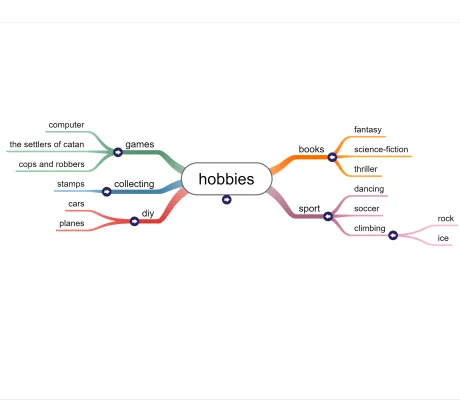 hobbies
games
computer
the settlers of catan
cops and robbers
collecting
stamps
diy
cars
planes
books
fantasy
science-fiction
thriller
sport
dancing
soccer
climbing
rock
ice